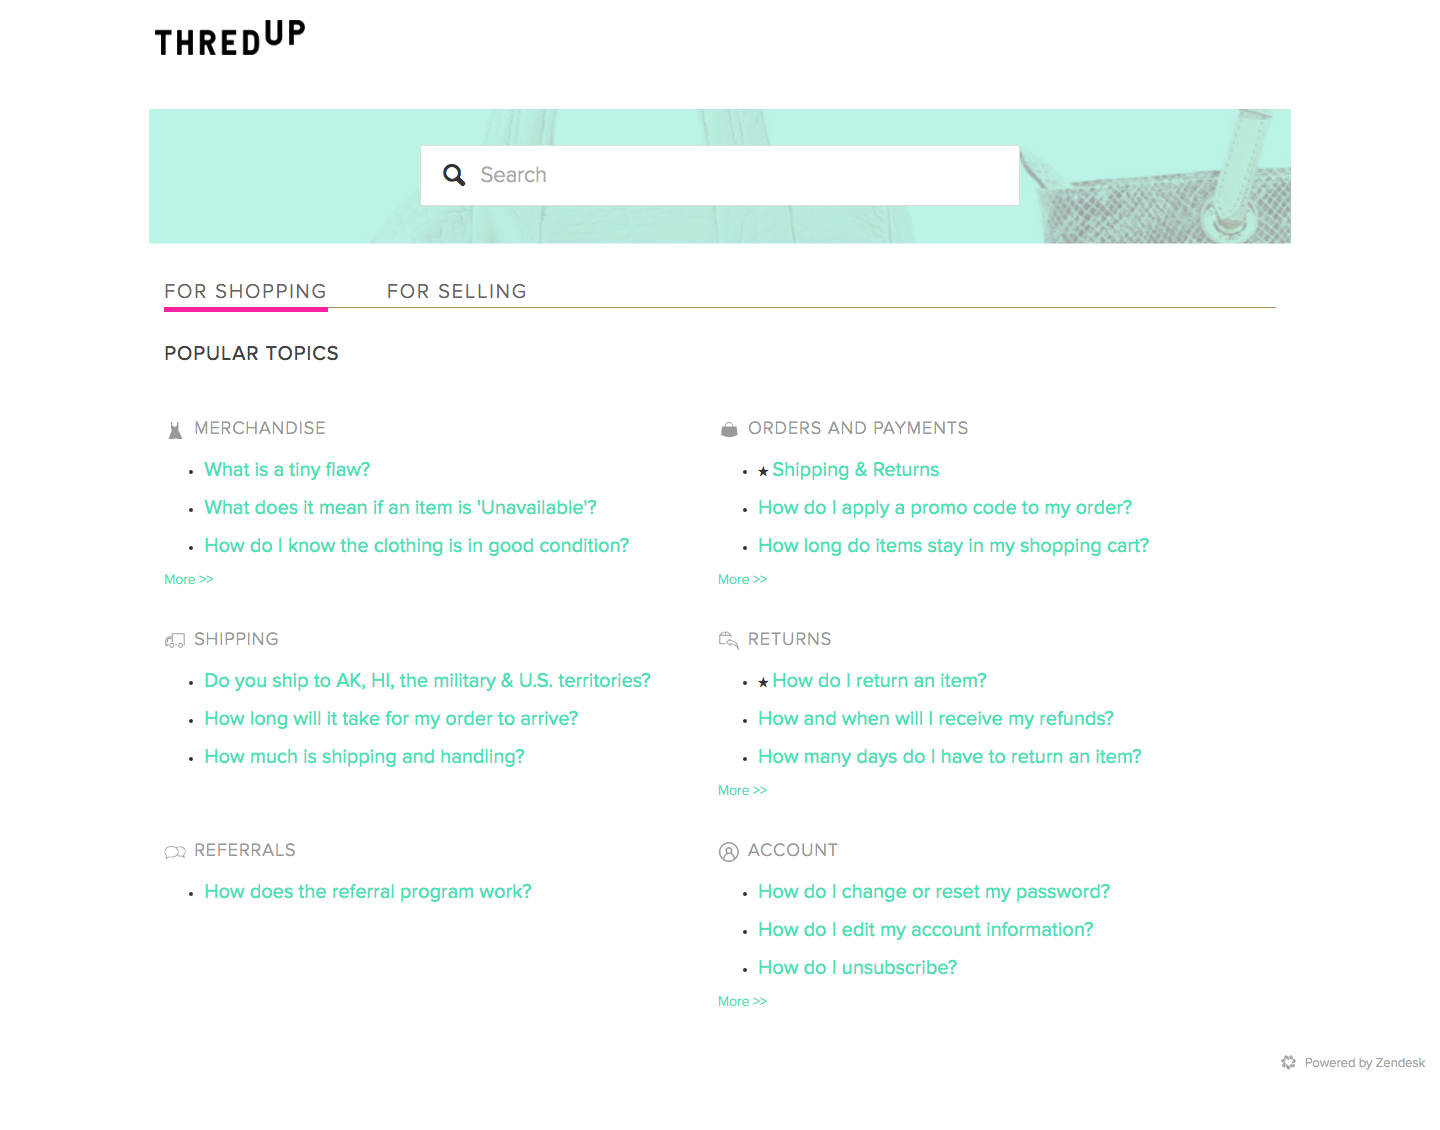 THREDUP
Search
FOR SHOPPING FOR SELLING
POPULAR TOPICS
MERCHANDISE
What is a tiny flaw?
What does it mean if an item is 'Unavailable'?
How do I know the clothing is in good condition?
More >>
ORDERS AND PAYMENTS
★ Shipping & Returns
How do I apply a promo code to my order?
How long do items stay in my shopping cart?
More >>
SHIPPING
Do you ship to AK, HI, the military & U.S. territories?
How long will it take for my order to arrive?
How much is shipping and handling?
RETURNS
★ How do I return an item?
How and when will I receive my refunds?
How many days do I have to return an item?
More >>
REFERRALS
How does the referral program work?
ACCOUNT
How do I change or reset my password?
How do I edit my account information?
How do I unsubscribe?
More >>
Powered by Zendesk